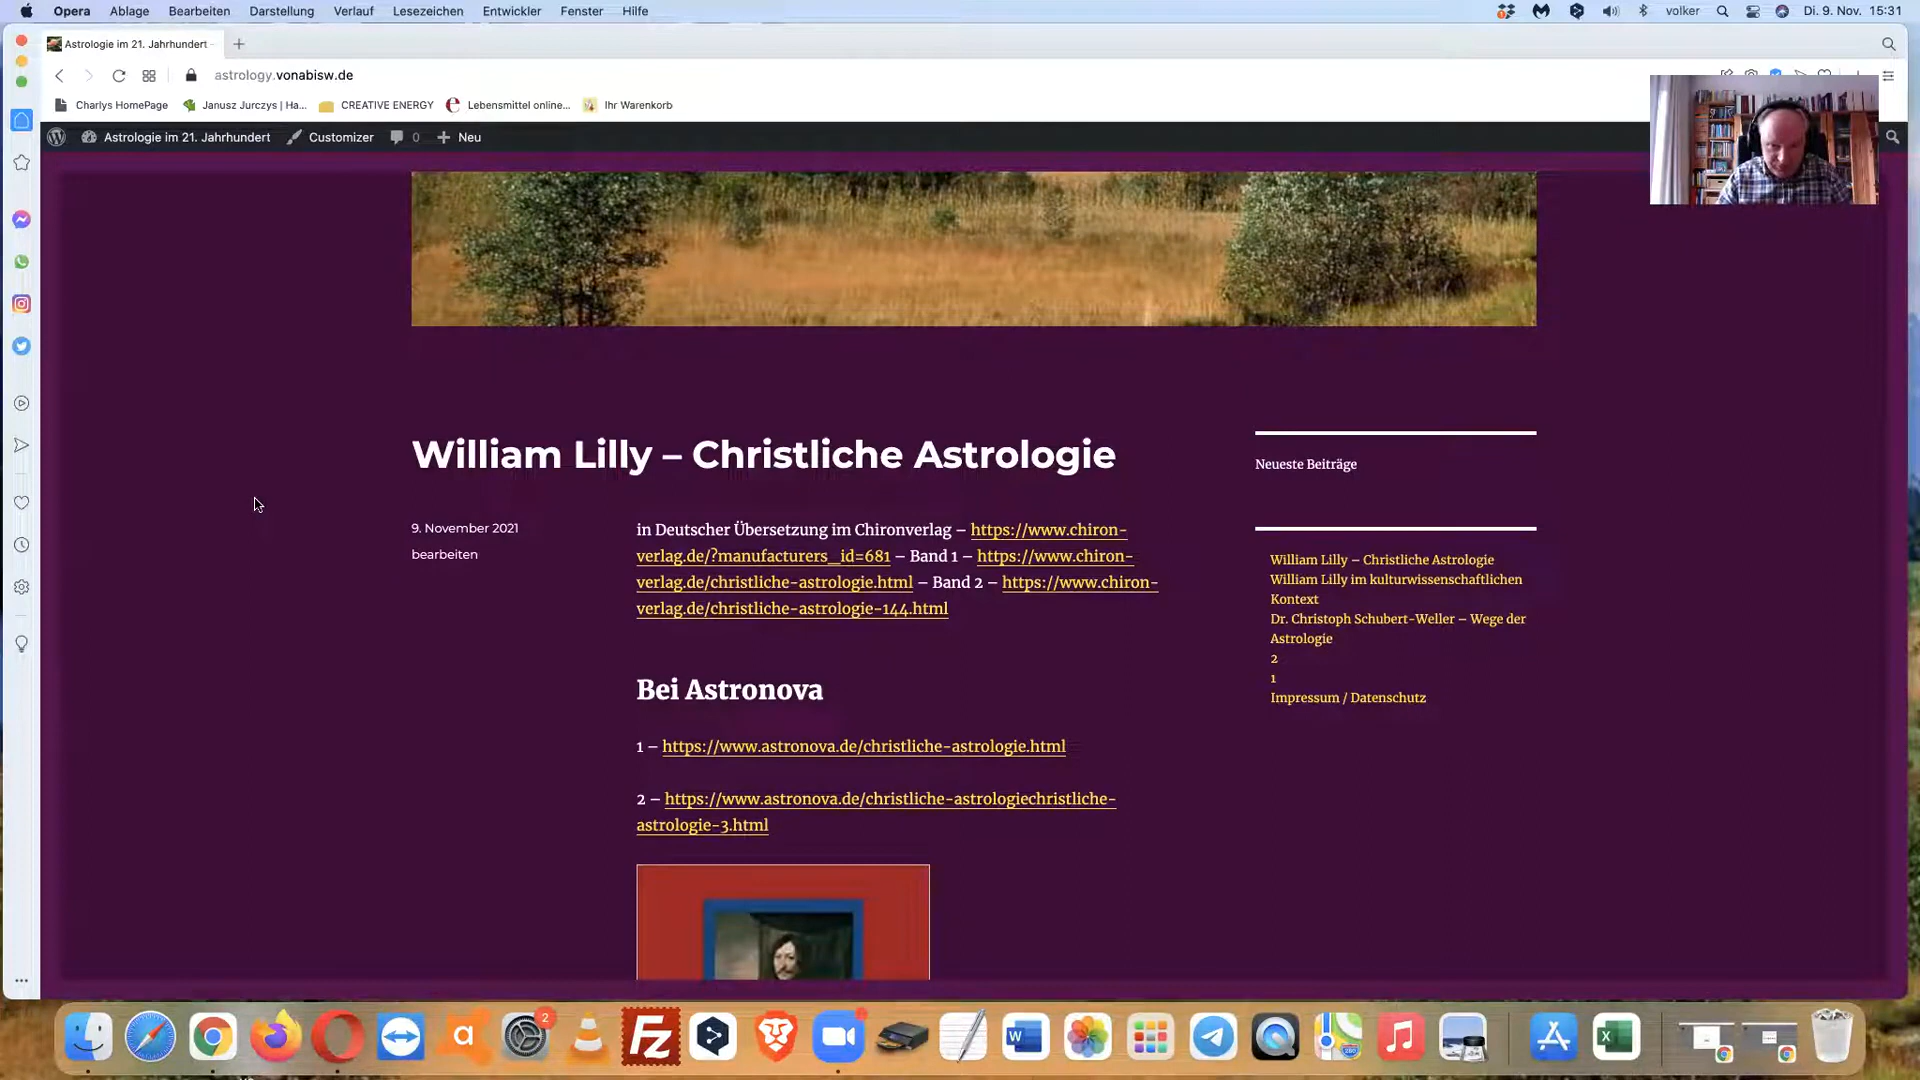 Opera Ablage Bearbeiten Darstellung Verlauf Lesezeichen Entwickler Fenster Hilfe volker Di. 9. Nov. 15:31
Astrologie im 21. Jahrhundert -
astrology.vonabisw.de
Charlys HomePage Janusz Jurczys | Ha... CREATIVE ENERGY Lebensmittel online... Ihr Warenkorb
Astrologie im 21. Jahrhundert Customizer 0 Neu
William Lilly – Christliche Astrologie
9. November 2021
bearbeiten
in Deutscher Übersetzung im Chironverlag – https://www.chiron-
verlag.de/?manufacturers_id=681 – Band 1 – https://www.chiron-
verlag.de/christliche-astrologie.html – Band 2 – https://www.chiron-
verlag.de/christliche-astrologie-144.html
Bei Astronova
1 – https://www.astronova.de/christliche-astrologie.html
2 – https://www.astronova.de/christliche-astrologiechristliche-
astrologie-3.html
Neueste Beiträge
William Lilly – Christliche Astrologie
William Lilly im kulturwissenschaftlichen
Kontext
Dr. Christoph Schubert-Weller – Wege der
Astrologie
2
1
Impressum / Datenschutz
2
Fz
W
X